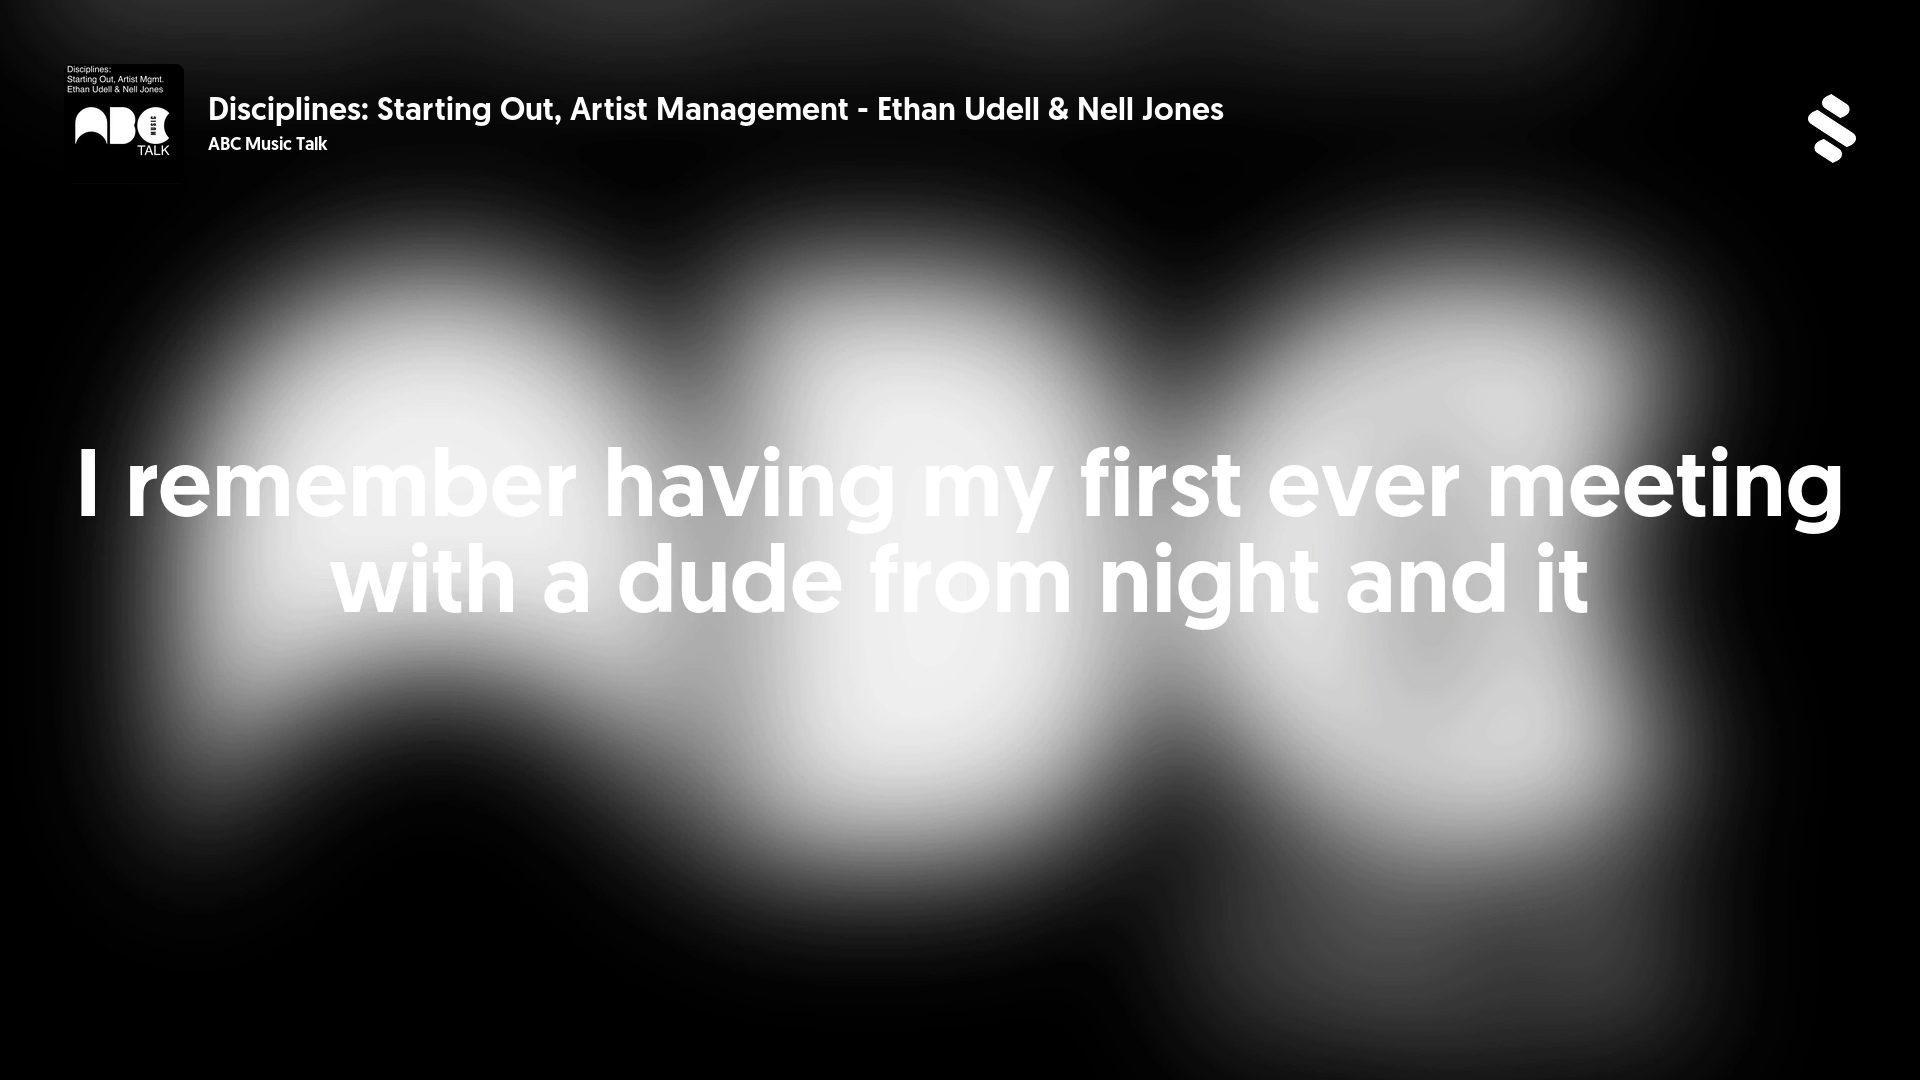 Disciplines:
Starting Out, Artist Mgmt.
Ethan Udell & Nell Jones
ABC
MUSIC
TALK
Disciplines: Starting Out, Artist Management - Ethan Udell & Nell Jones
ABC Music Talk
I remember having my first ever meeting
with a dude from night and it